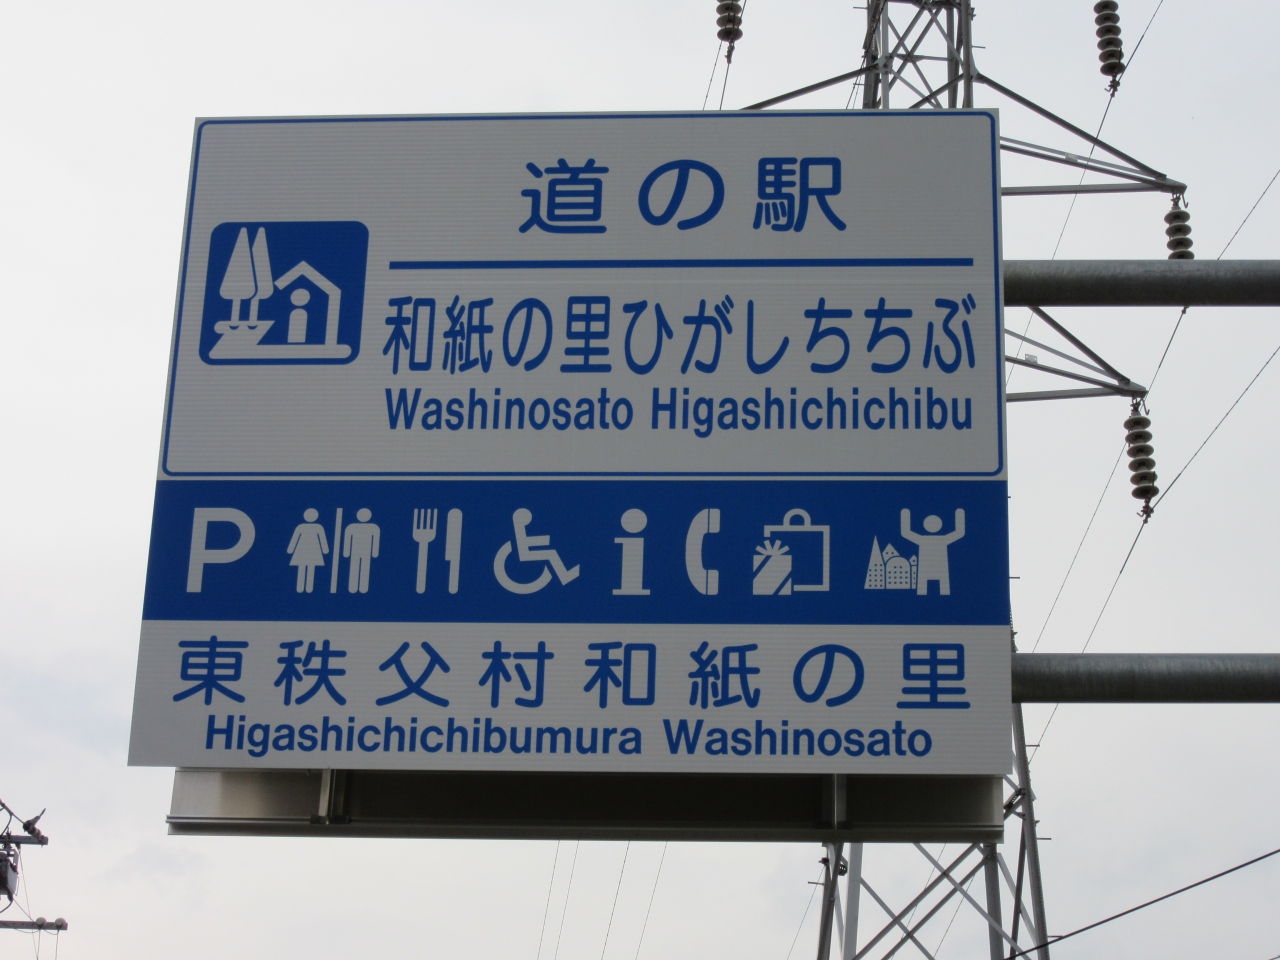 道の駅
和紙の里ひがしちちぶ
Washinosato Higashichichibu
P
東秩父村和紙の里
Higashichichibumura Washinosato